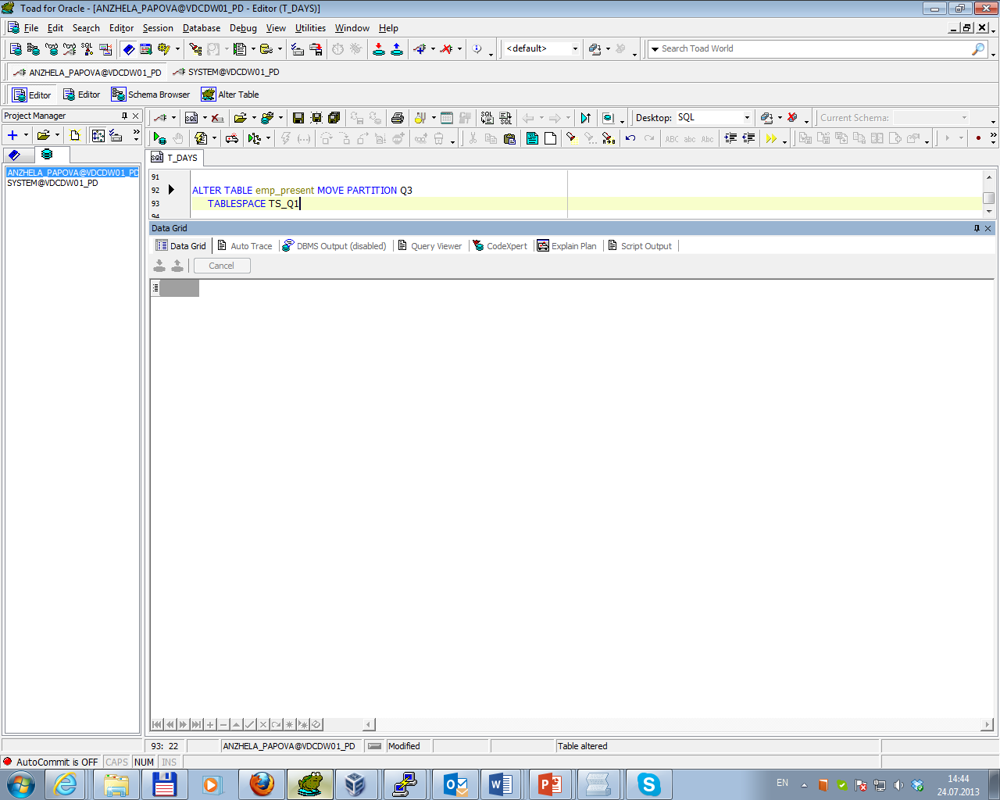 Toad for Oracle - [ANZHELA_PAPOVA@VDCDW01_PD - Editor (T_DAYS)]
File Edit Search Editor Session Database Debug View Utilities Window Help
<default> Search Toad World
ANZHELA_PAPOVA@VDCDW01_PD SYSTEM@VDCDW01_PD
Editor Editor Schema Browser Alter Table
Project Manager
Desktop: SQL Current Schema:
ABC abc ABC
ANZHELA_PAPOVA@VDCDW01_PD
SYSTEM@VDCDW01_PD
T_DAYS
91
92 ALTER TABLE emp_present MOVE PARTITION Q3
93 TABLESPACE TS_Q1
94
Data Grid
Data Grid Auto Trace DBMS Output (disabled) Query Viewer CodeXpert Explain Plan Script Output
Cancel
93: 22 ANZHELA_PAPOVA@VDCDW01_PD Modified Table altered
AutoCommit is OFF CAPS NUM INS
EN 14:44
24.07.2013